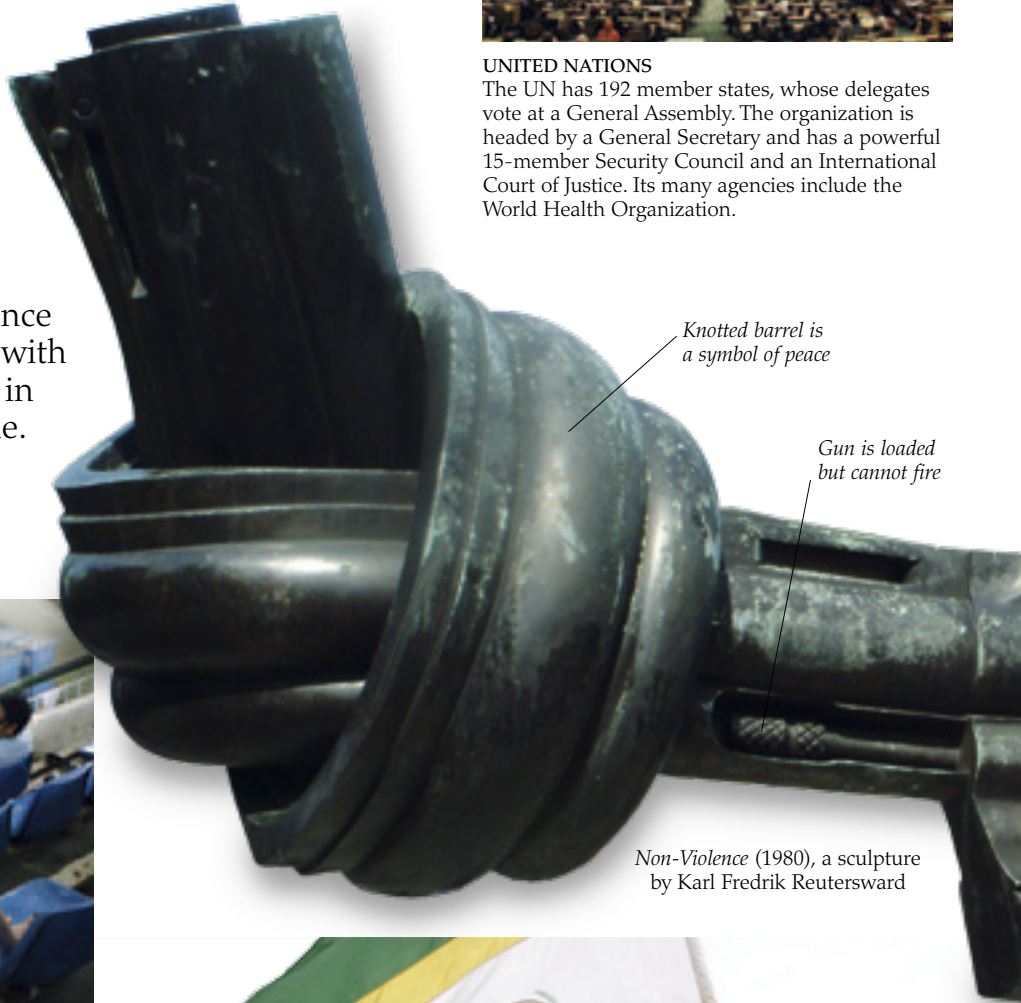 UNITED NATIONS
The UN has 192 member states, whose delegates
vote at a General Assembly. The organization is
headed by a General Secretary and has a powerful
15-member Security Council and an International
Court of Justice. Its many agencies include the
World Health Organization.
nce
with
in
e.
Knotted barrel is
a symbol of peace
Gun is loaded
but cannot fire
Non-Violence (1980), a sculpture
by Karl Fredrik Reutersward